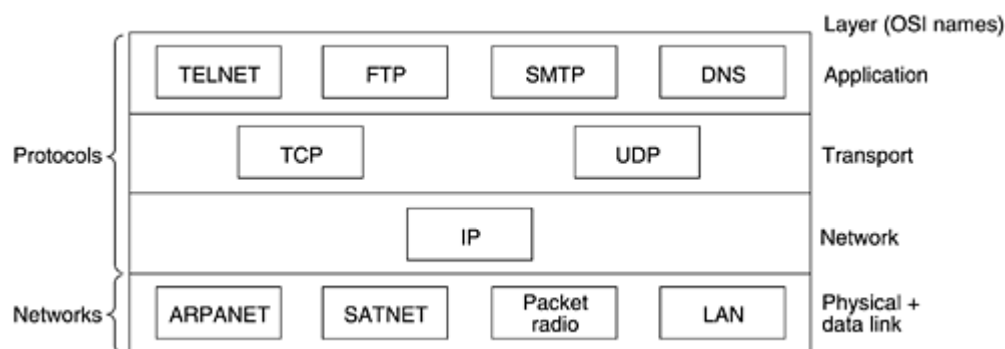 Layer (OSI names)
TELNET FTP SMTP DNS Application
Protocols TCP UDP Transport
IP Network
Networks ARPANET SATNET Packet radio LAN Physical +
data link